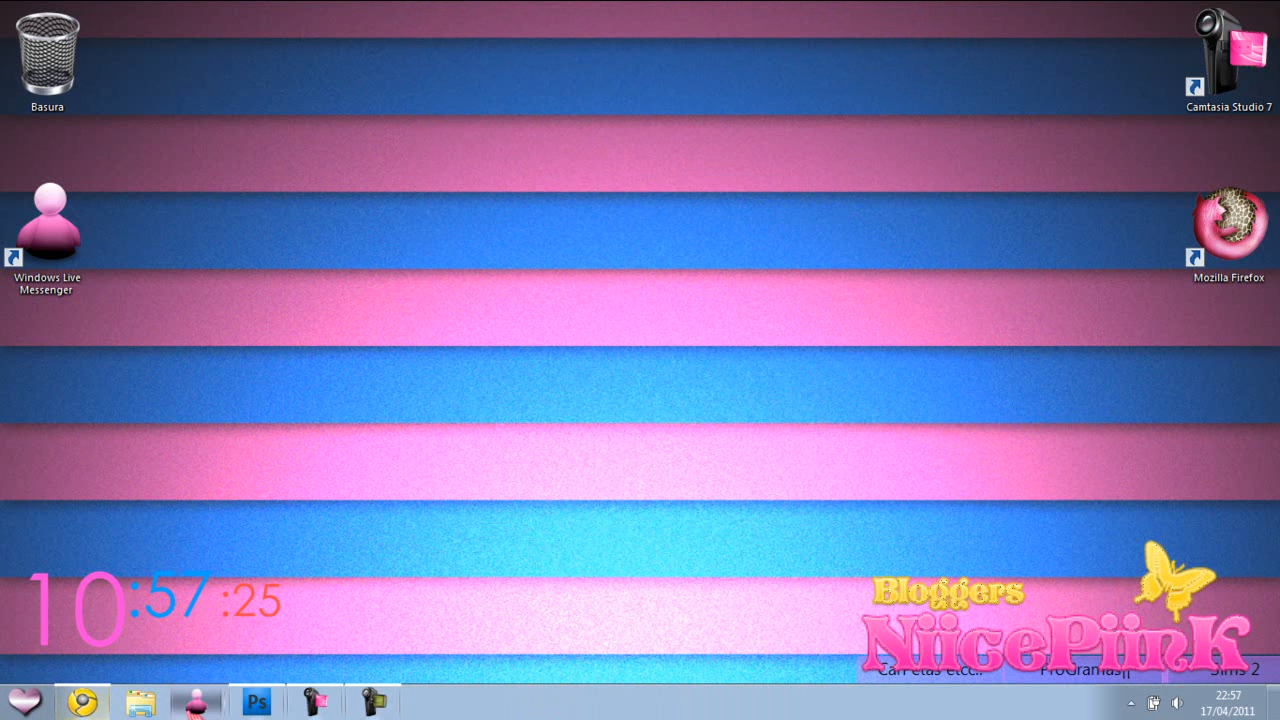 Basura
Camtasia Studio 7
Windows Live
Messenger
Mozilla Firefox
10:57:25
Bloggers
NiicePiinK
ProGramas||
Sims 2
Ps
22:57
17/04/2011